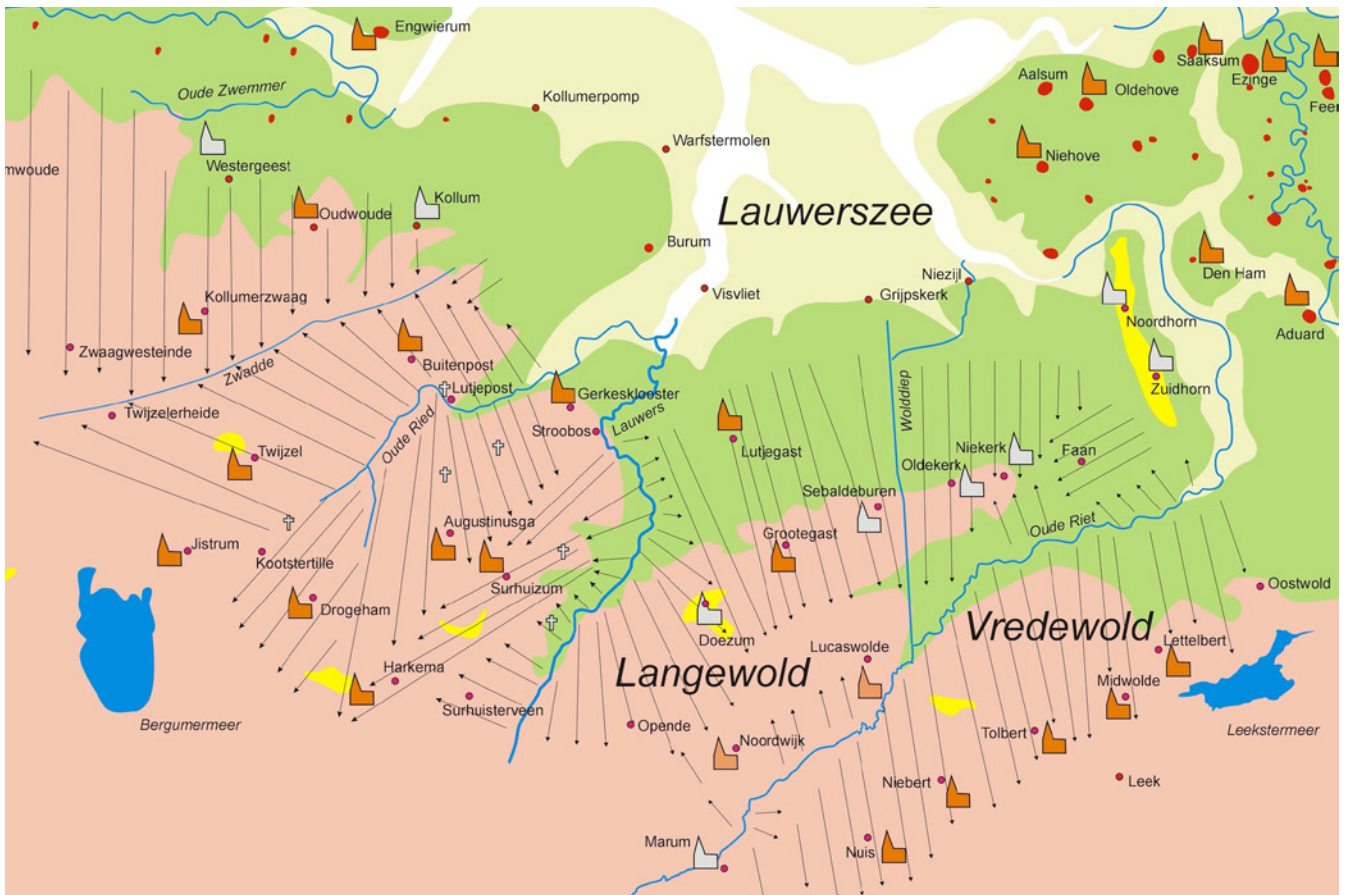 Engwierum
Saaksum
Ezinge
Aalsum
Oldehove
Oude Zwemmer
Kollumerpomp
Feer
Warfstermolen
Niehove
mwoude
Westergeest
Kollum
Oudwoude
Lauwerszee
Burum
Den Ham
Niezijl
Visvliet
Grijpskerk
Kollumerzwaag
Noordhorn
Aduard
Zwaagwesteinde
Buitenpost
Zwadde
Lutjepost
Gerkesklooster
Wolddiep
Zuidhorn
Twijzelerheide
Lauwers
Stroobos
Oude Ried
Twijzel
Lutjegast
Niekerk
Faan
Oldekerk
Sebaldeburen
Augustinusga
Oude Riet
Jistrum
Kootstertille
Grootegast
Surhuizum
Oostwold
Drogeham
Doezum
Vredewold
Lucaswolde
Lettelbert
Langewold
Harkema
Midwolde
Surhuisterveen
Bergumermeer
Opende
Tolbert
Leekstermeer
Noordwijk
Niebert
Leek
Marum
Nuis